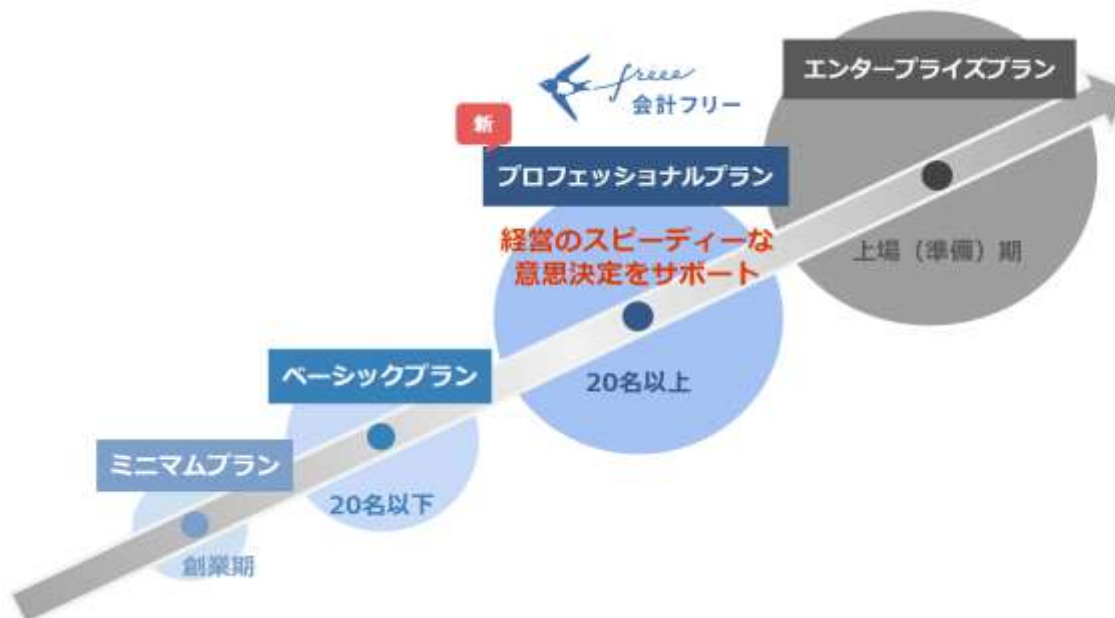 エンタープライズプラン
freee
会計フリー
新
プロフェッショナルプラン
経営のスピーディーな
意思決定をサポート
上場（準備）期
ベーシックプラン
20名以上
ミニマムプラン
20名以下
創業期